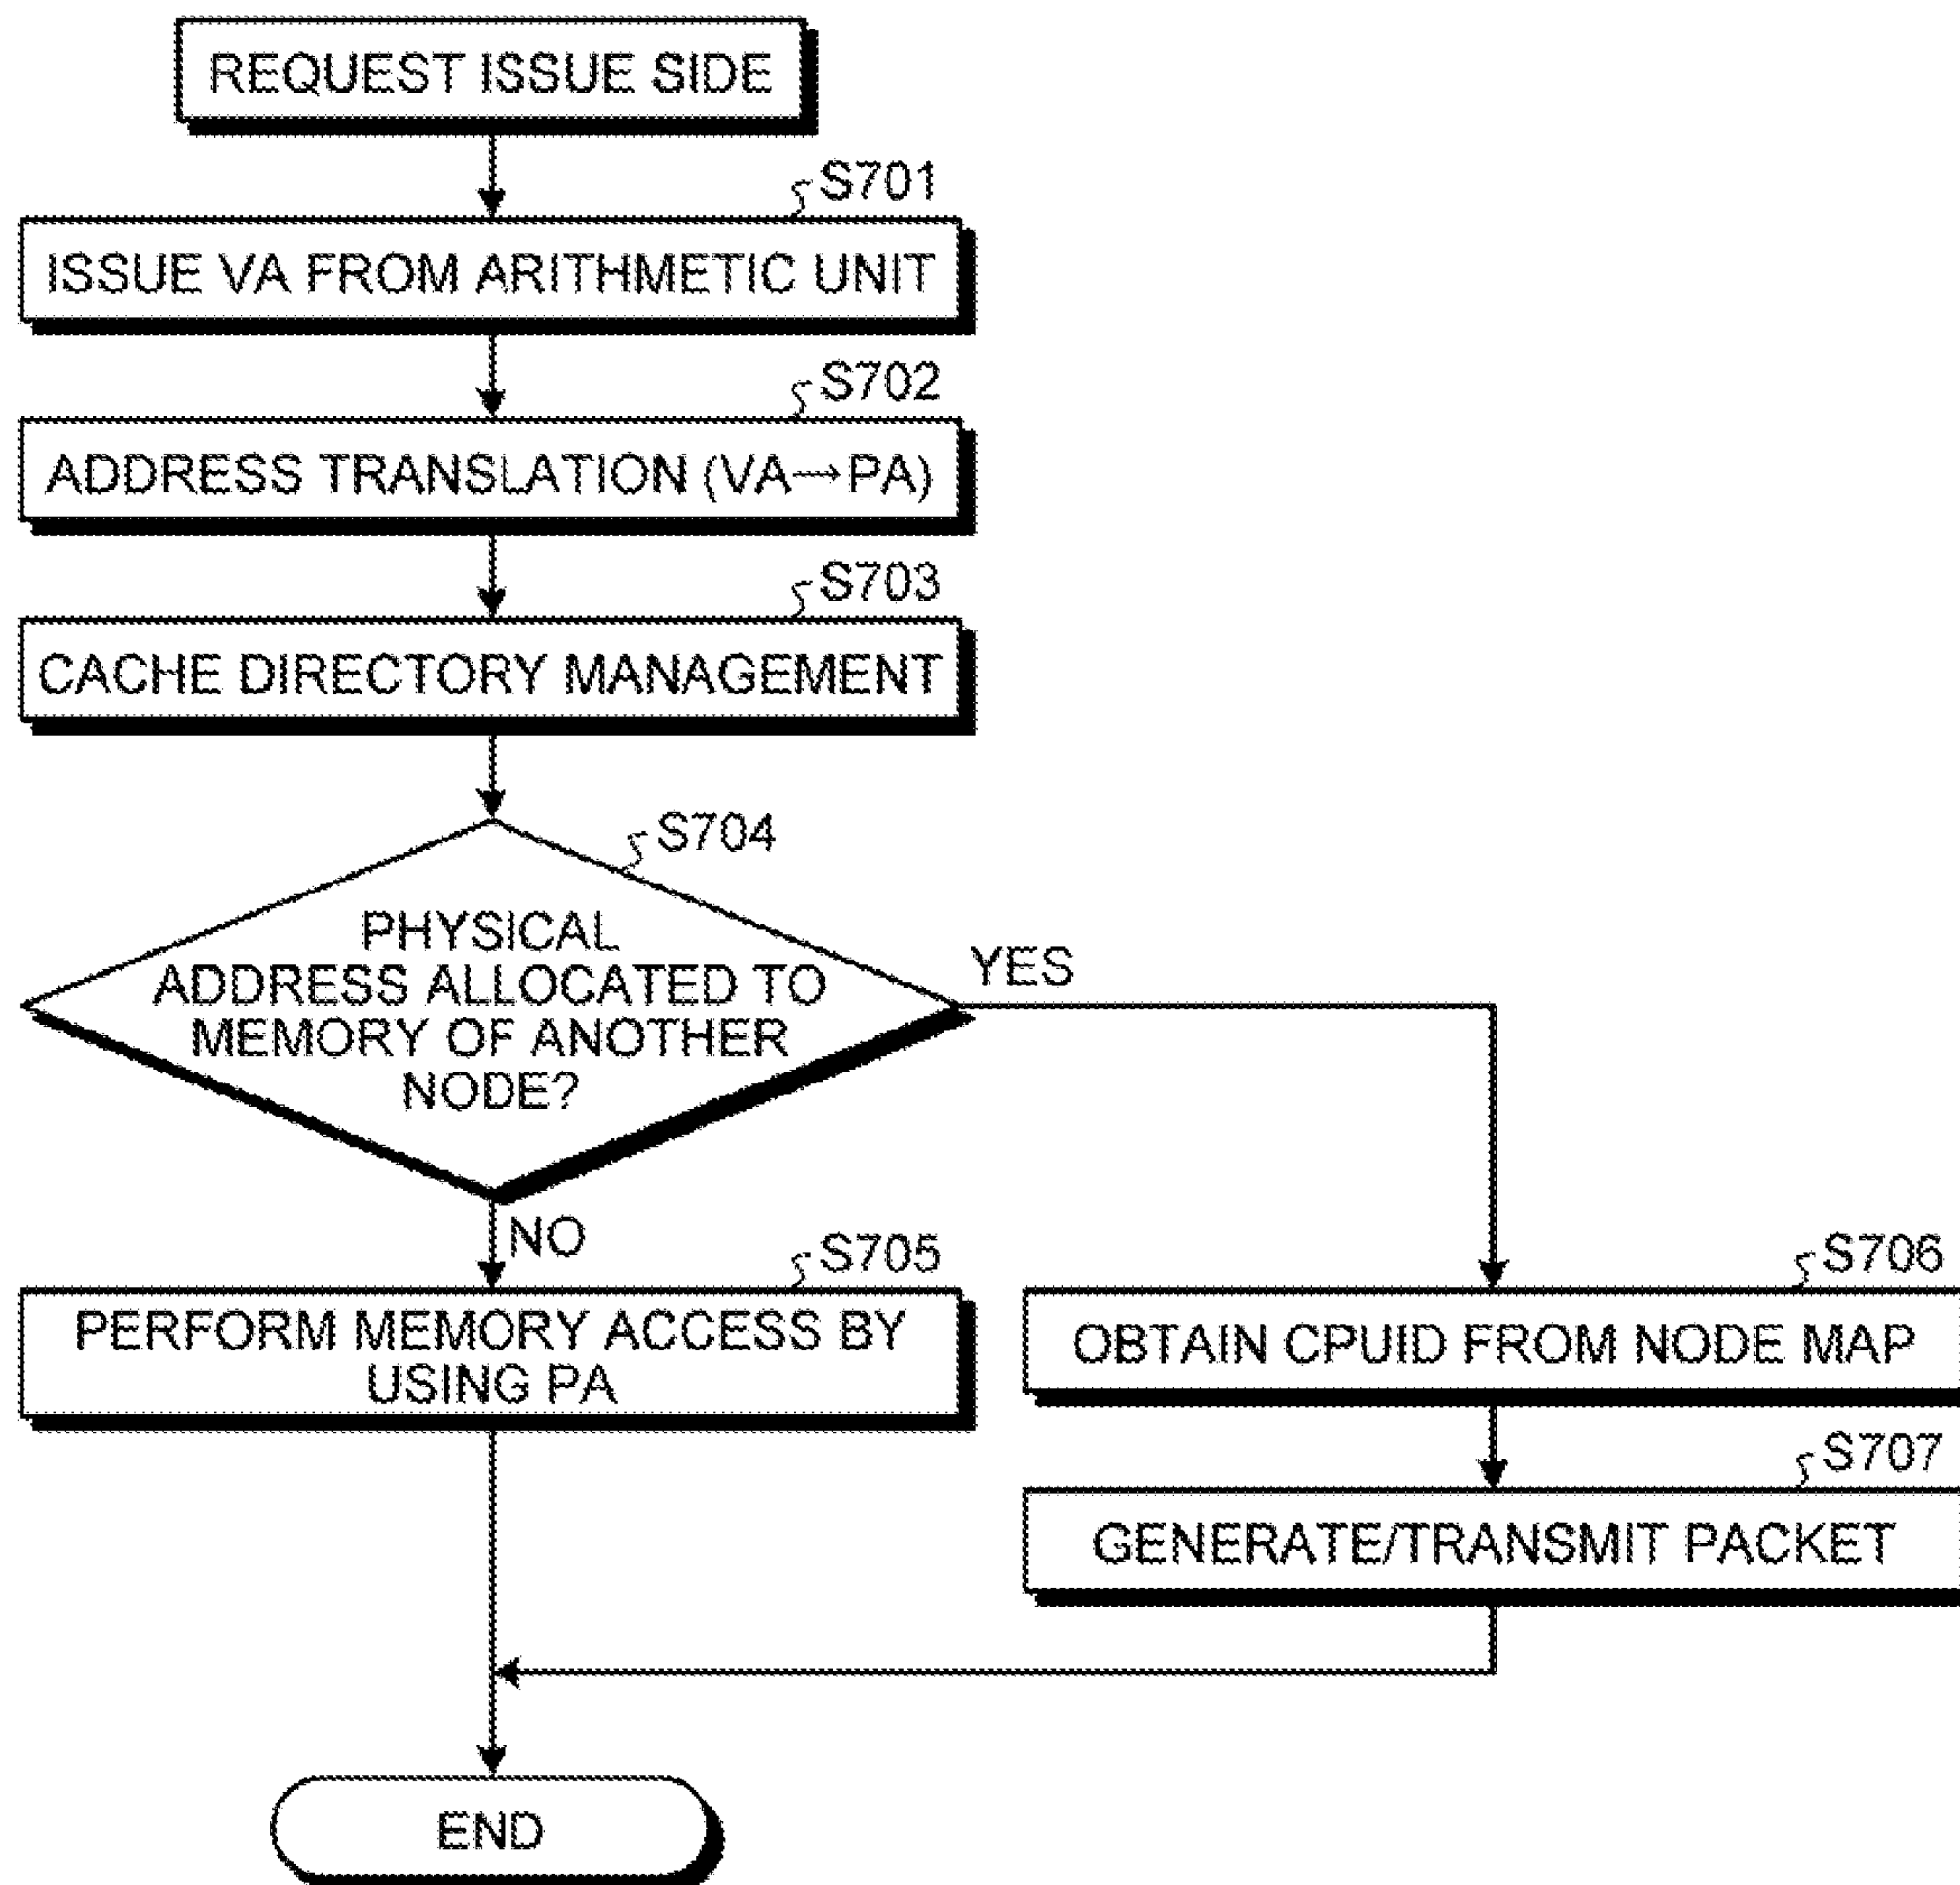 REQUEST ISSUE SIDE
S701
ISSUE VA FROM ARITHMETIC UNIT
S702
ADDRESS TRANSLATION (VA→PA)
S703
CACHE DIRECTORY MANAGEMENT
S704
PHYSICAL
ADDRESS ALLOCATED TO
MEMORY OF ANOTHER
NODE?
YES
NO
S705
PERFORM MEMORY ACCESS BY
USING PA
S706
OBTAIN CPUID FROM NODE MAP
S707
GENERATE/TRANSMIT PACKET
END